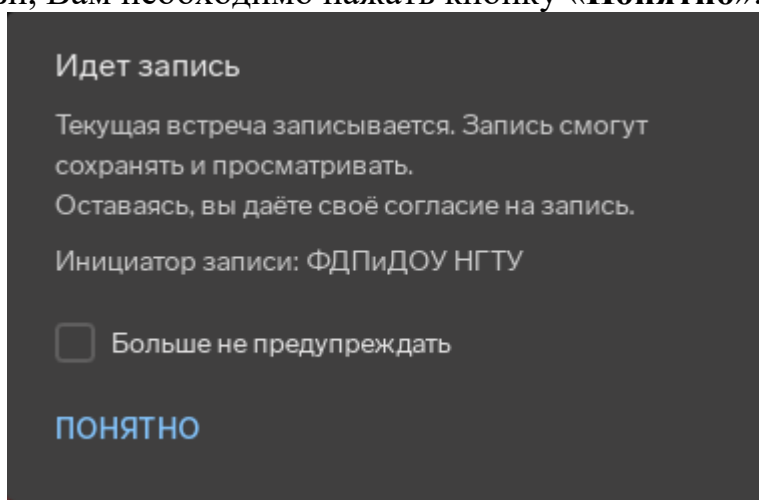 Вам необходимо нажать кнопку «Понятно».
Идет запись
Текущая встреча записывается. Запись смогут
сохранять и просматривать.
Оставаясь, вы даёте своё согласие на запись.
Инициатор записи: ФДПиДОУ НГТУ
Больше не предупреждать
ПОНЯТНО